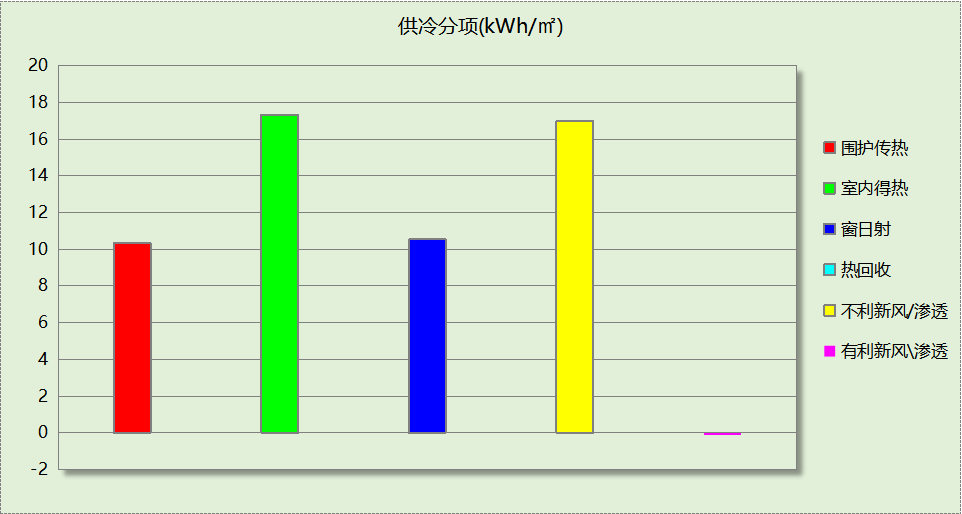 供冷分项(kWh/㎡)
20
18
16
14
12
10
8
6
4
2
0
-2
围护传热
室内得热
窗日射
热回收
不利新风/渗透
有利新风\渗透